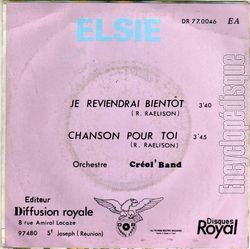 ELSIE
DR 77.0046 EA
JE REVIENDRAI BIENTÔT 3'40
(R. RAELISON)
CHANSON POUR TOI 3'45
(R. RAELISON)
Orchestre Créol' Band
Editeur
Diffusion royale
8 rue Amiral Lacaze
97480 St Joseph (Réunion)
Disques
Royal